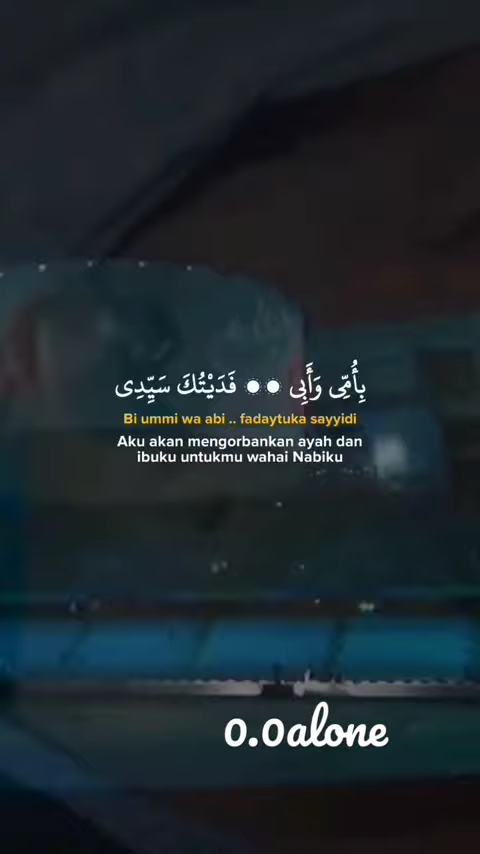 بِأُمِّى وَأَبِى •• فَدَيْتُكَ سَيِّدِى
Bi ummi wa abi .. fadaytuka sayyidi
Aku akan mengorbankan ayah dan
ibuku untukmu wahai Nabiku
0.0alone